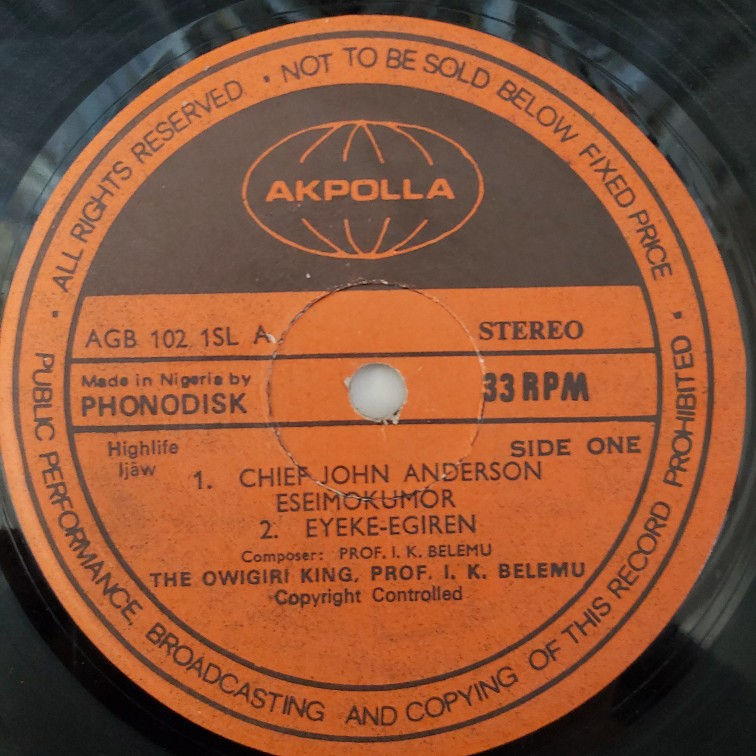 ALL RIGHTS RESERVED • NOT TO BE SOLD BELOW FIXED PRICE •
AKPOLLA
AGB 102 1SL A
STEREO
Made in Nigeria by
PHONODISK
33 RPM
Highlife
Ijäw
SIDE ONE
1. CHIEF JOHN ANDERSON
ESEIMOKUMOR
2. EYEKE-EGIREN
Composer: PROF. I. K. BELEMU
THE OWIGIRI KING, PROF. I. K. BELEMU
Copyright Controlled
PUBLIC PERFORMANCE, BROADCASTING AND COPYING OF THIS RECORD PROHIBITED •